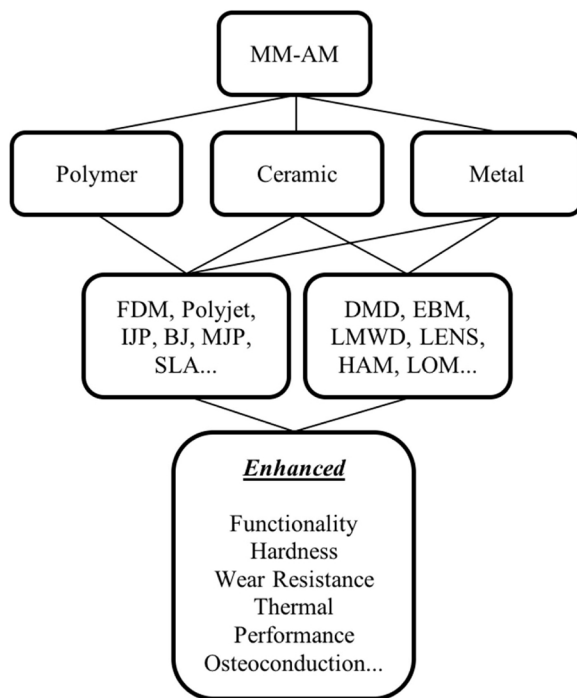 MM-AM
Polymer
Ceramic
Metal
FDM, Polyjet,
IJP, BJ, MJP,
SLA...
DMD, EBM,
LMWD, LENS,
HAM, LOM...
Enhanced
Functionality
Hardness
Wear Resistance
Thermal
Performance
Osteoconduction...